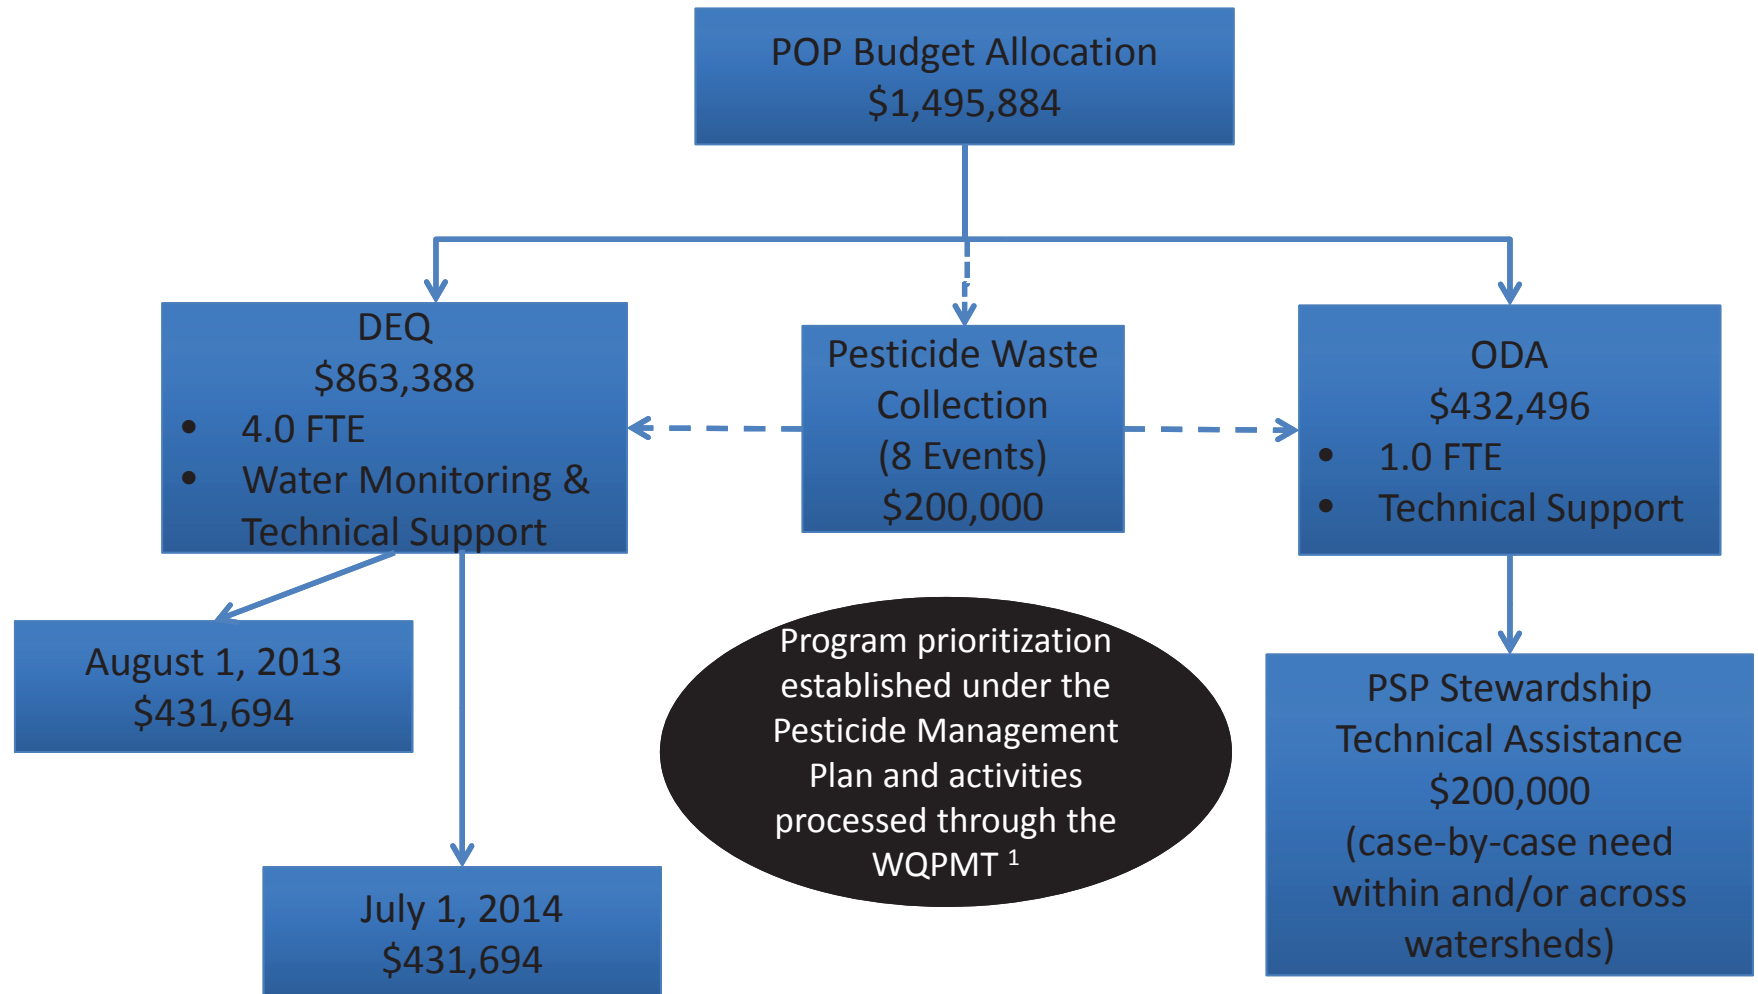 POP Budget Allocation
$1,495,884
DEQ
$863,388
• 4.0 FTE
• Water Monitoring &
Technical Support
Pesticide Waste
Collection
(8 Events)
$200,000
ODA
$432,496
• 1.0 FTE
• Technical Support
August 1, 2013
$431,694
July 1, 2014
$431,694
Program prioritization
established under the
Pesticide Management
Plan and activities
processed through the
WQPMT ¹
PSP Stewardship
Technical Assistance
$200,000
(case-by-case need
within and/or across
watersheds)